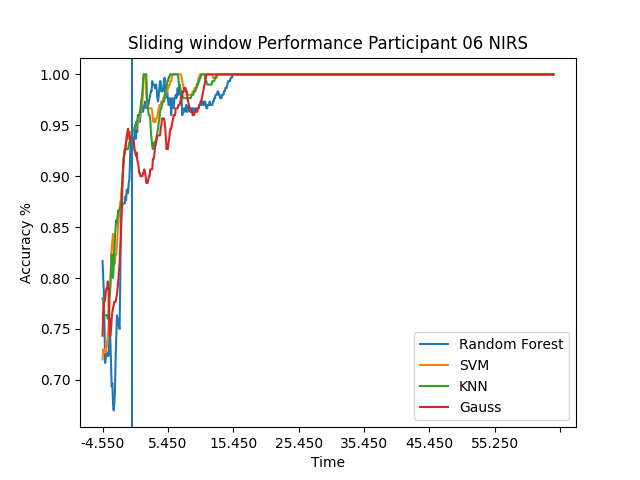 Sliding window Performance Participant 06 NIRS
Accuracy %
1.00
0.95
0.90
0.85
0.80
0.75
0.70
Random Forest
SVM
KNN
Gauss
-4.550 5.450 15.450 25.450 35.450 45.450 55.250
Time